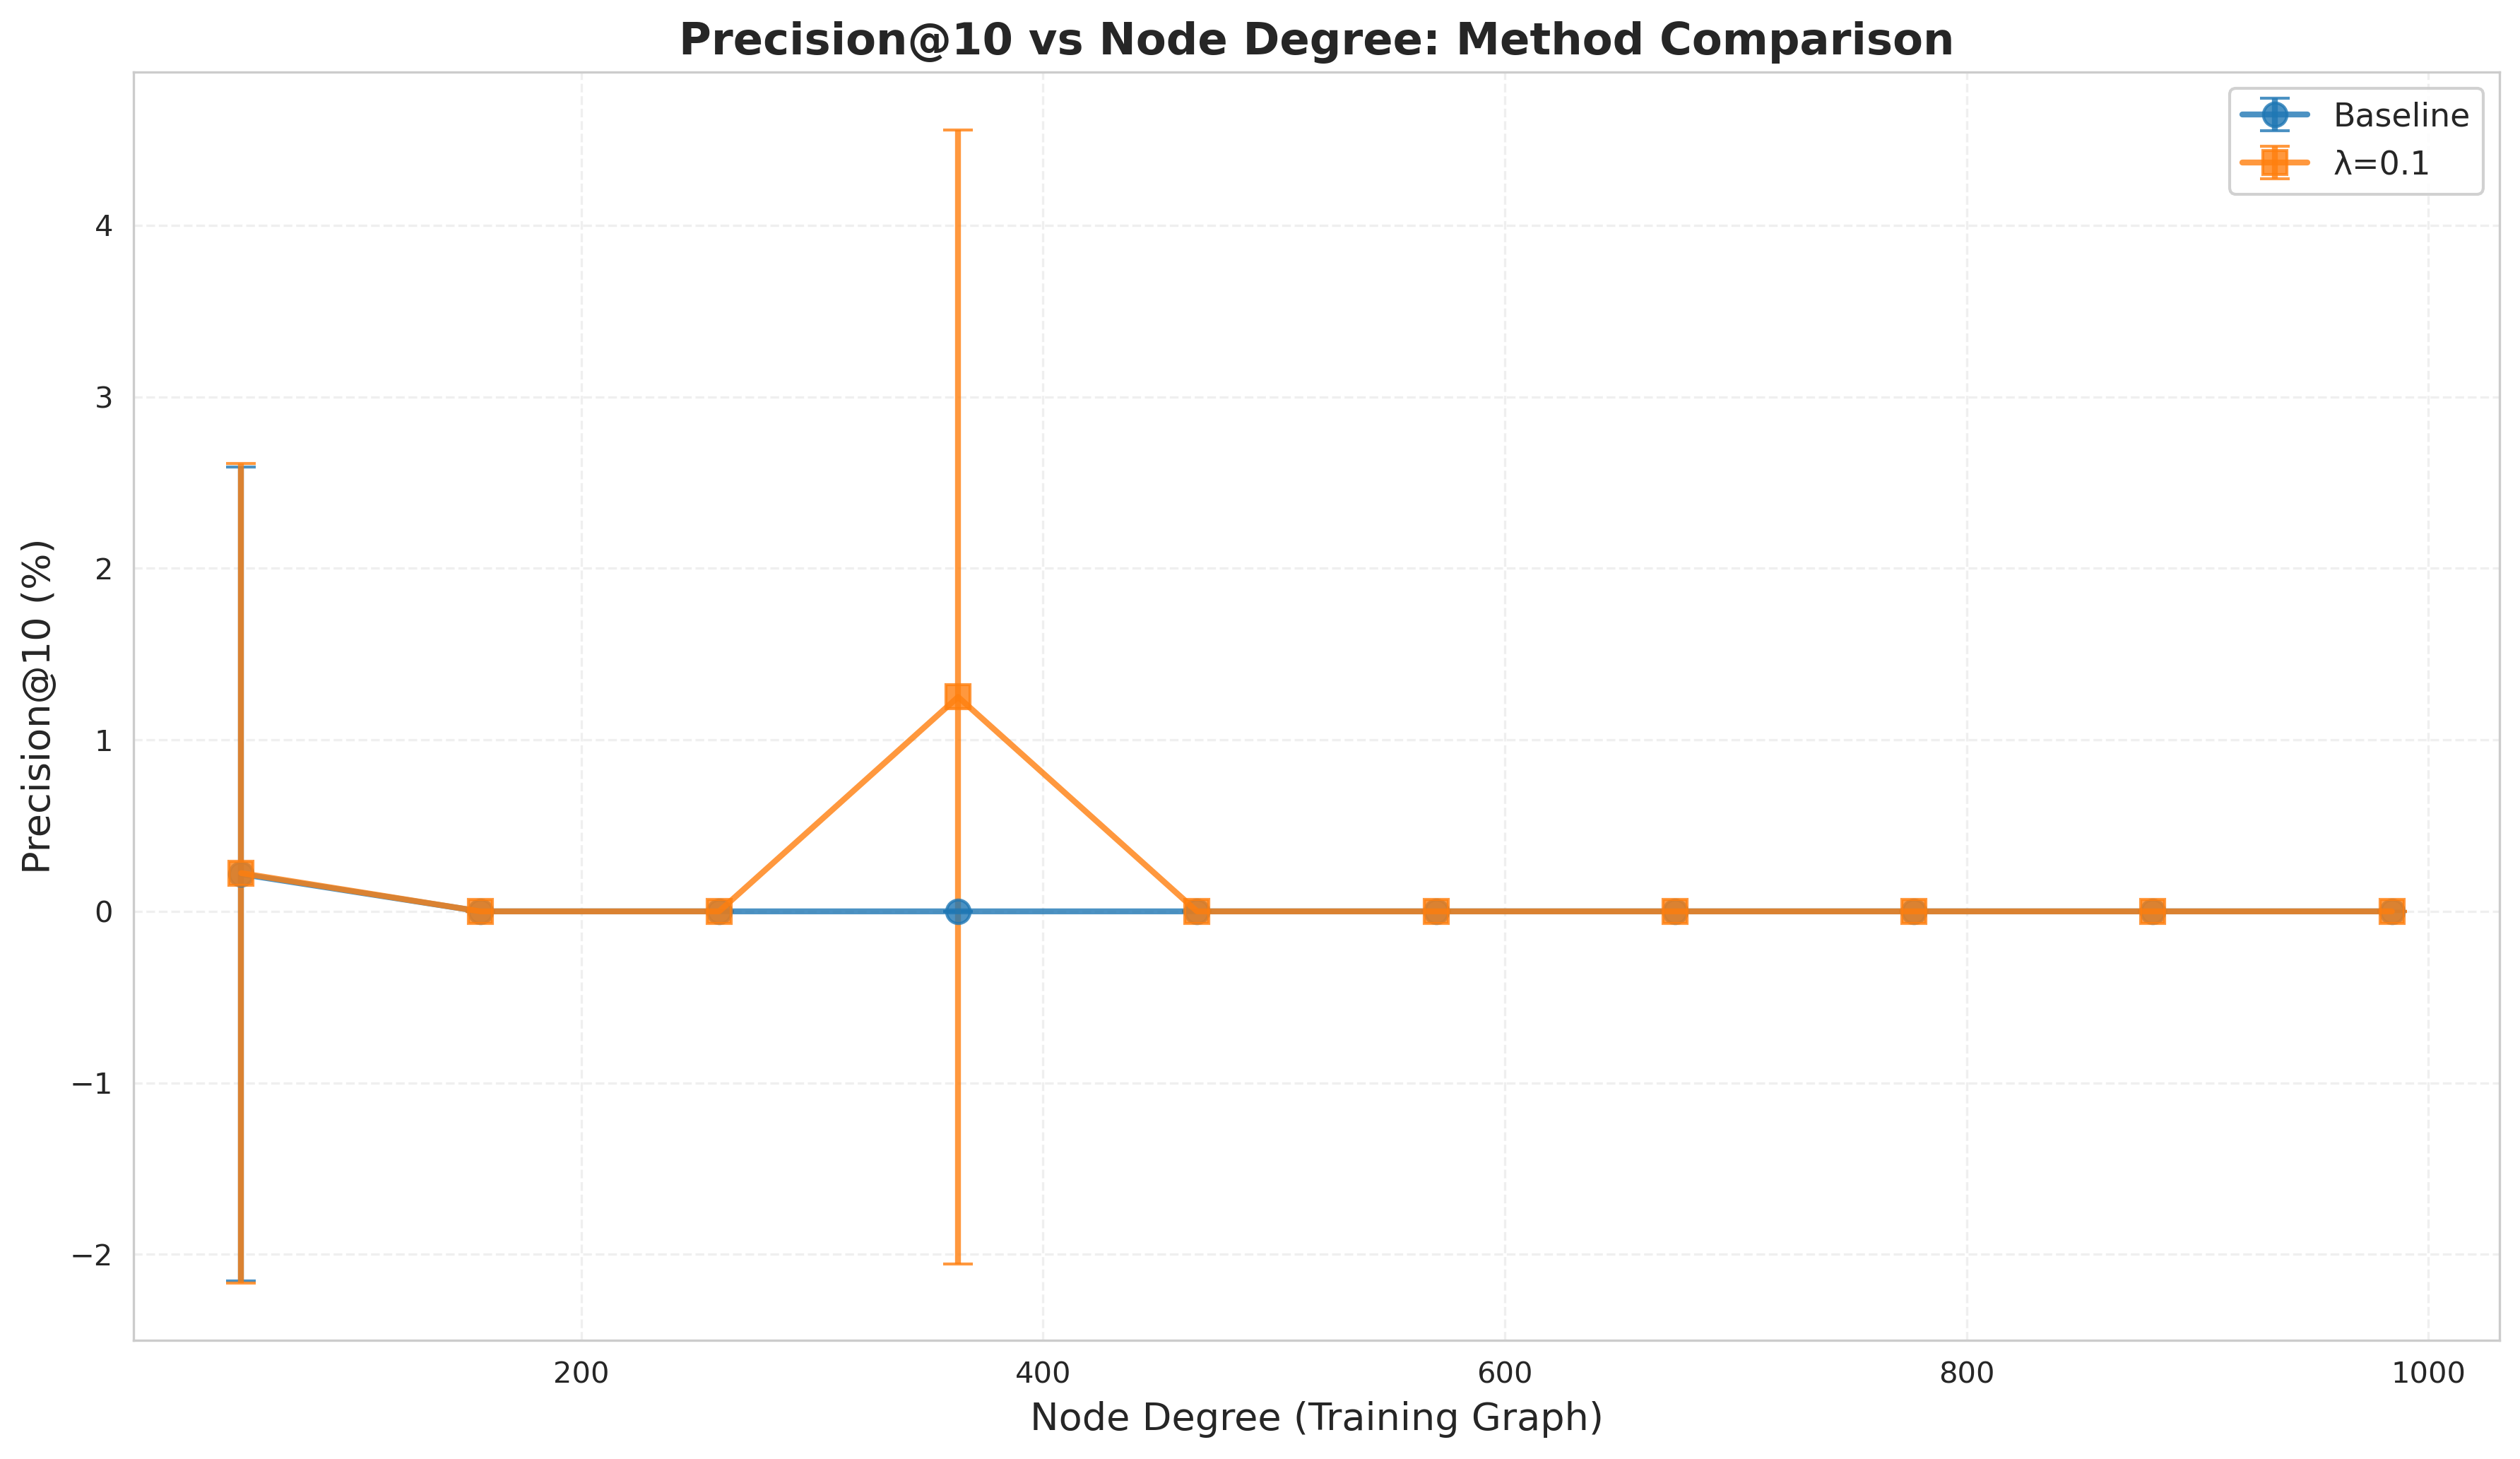 Precision@10 vs Node Degree: Method Comparison
Baseline
λ=0.1
Precision@10 (%)
4
3
2
1
0
−1
−2
200
400
600
800
1000
Node Degree (Training Graph)